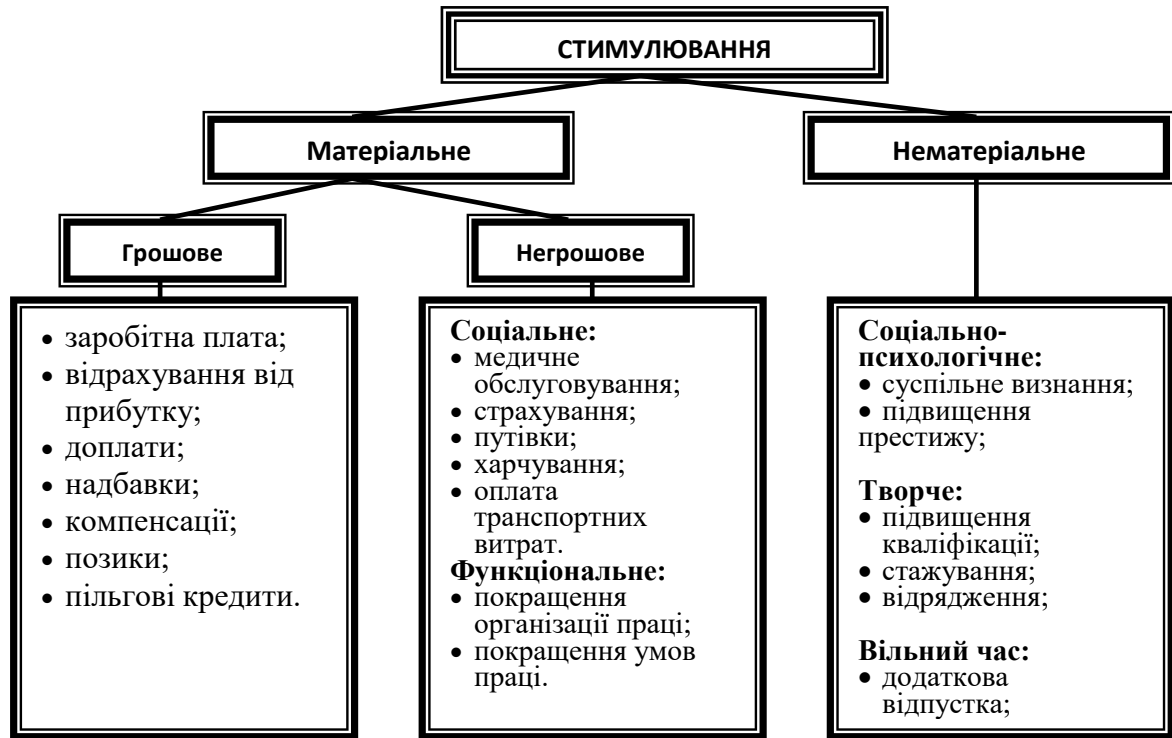 СТИМУЛЮВАННЯ
Матеріальне
Нематеріальне
Грошове
Негрошове
• заробітна плата;
• відрахування від
прибутку;
• доплати;
• надбавки;
• компенсації;
• позики;
• пільгові кредити.
Соціальне:
• медичне
обслуговування;
• страхування;
• путівки;
• харчування;
• оплата
транспортних
витрат.
Функціональне:
• покращення
організації праці;
• покращення умов
праці.
Соціально-
психологічне:
• суспільне визнання;
• підвищення
престижу;
Творче:
• підвищення
кваліфікації;
• стажування;
• відрядження;
Вільний час:
• додаткова
відпустка;